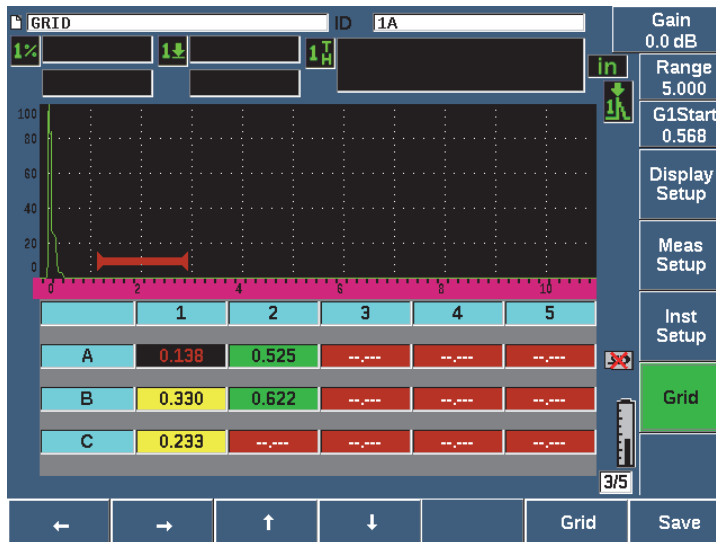 GRID ID 1A
Gain
0.0 dB
1% 1 1 T H
in
Range
5.000
1
G1Start
0.568
100
80
60
40
20
0
0 2 4 6 8 10
Display
Setup
Meas
Setup
Inst
Setup
Grid
1 2 3 4 5
A 0.138 0.525 --.--- --.--- --.---
B 0.330 0.622 --.--- --.--- --.---
C 0.233 --.--- --.--- --.--- --.---
3/5
← → ↑ ↓ Grid Save